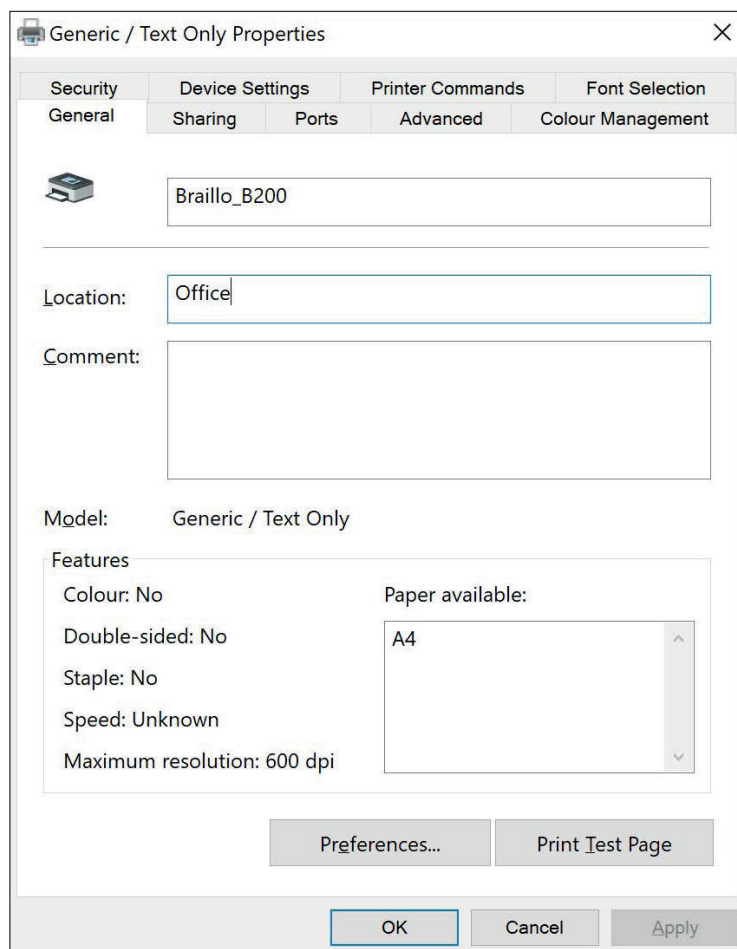 Generic / Text Only Properties
Security Device Settings Printer Commands Font Selection
General Sharing Ports Advanced Colour Management
Braillo_B200
Location: Office
Comment:
Model: Generic / Text Only
Features
Colour: No Paper available:
Double-sided: No A4
Staple: No
Speed: Unknown
Maximum resolution: 600 dpi
Preferences... Print Test Page
OK Cancel Apply